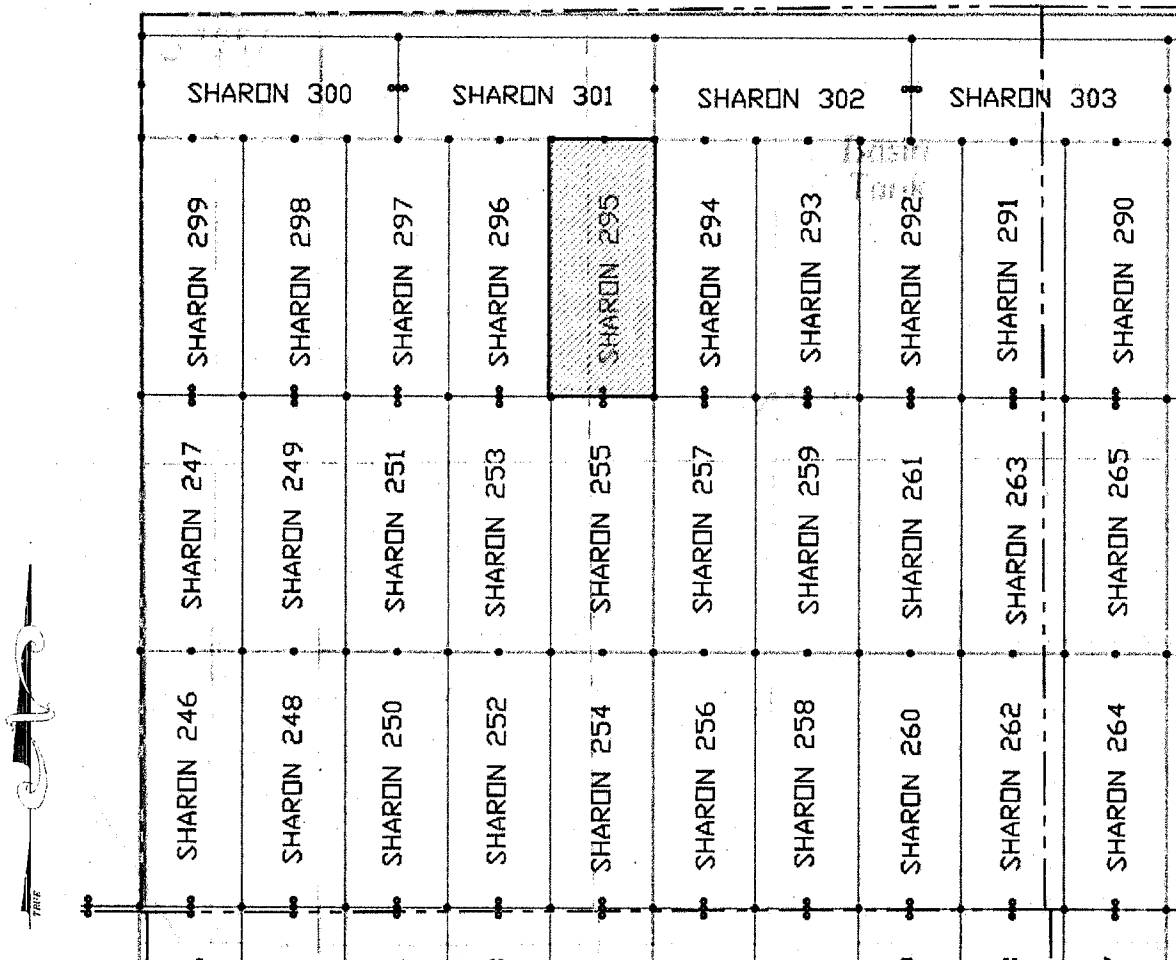 SHARON 300
SHARON 301
SHARON 302
SHARON 303
Basin
Tank
SHARON 299
SHARON 298
SHARON 297
SHARON 296
SHARON 295
SHARON 294
SHARON 293
SHARON 292
SHARON 291
SHARON 290
SHARON 247
SHARON 249
SHARON 251
SHARON 253
SHARON 255
SHARON 257
SHARON 259
SHARON 261
SHARON 263
SHARON 265
SHARON 246
SHARON 248
SHARON 250
SHARON 252
SHARON 254
SHARON 256
SHARON 258
SHARON 260
SHARON 262
SHARON 264
TRUE